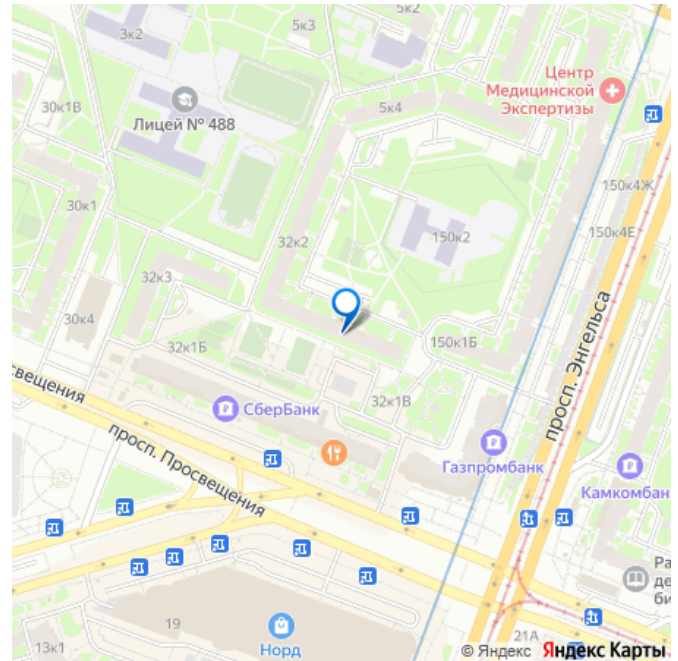 5к2
5к3
3к2
Центр
Медицинской
Экспертизы
5к4
30к1В
Лицей № 488
150к4Ж
30к1
150к4Е
32к2
150к2
32к3
30к4
32к1Б
150к1Б
просп. Энгельса
свещения
СберБанк
32к1В
просп. Просвещения
Газпромбанк
Камкомбан
Ра
де
би
19
21А
13к1
Норд
© Яндекс Яндекс Карты